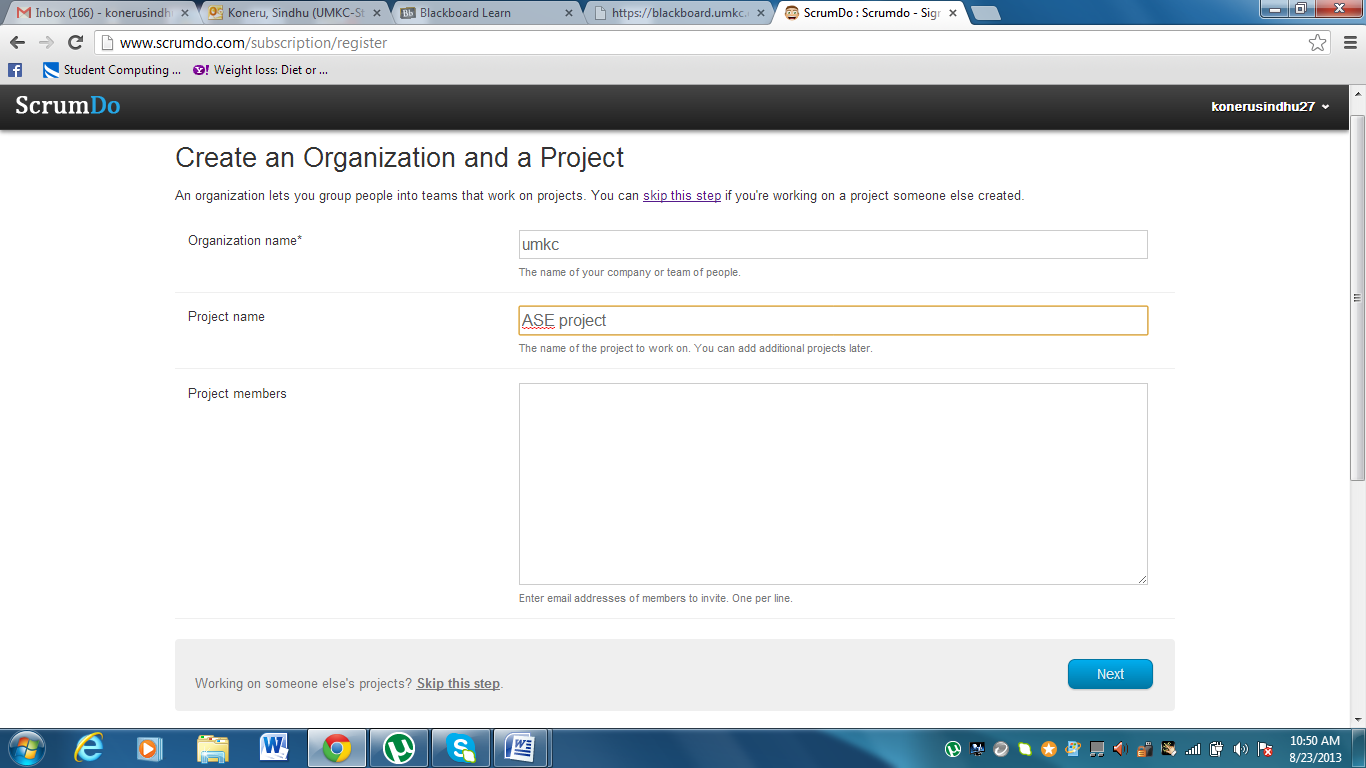 Inbox (166) - konerusindh
Koneru, Sindhu (UMKC-St
Blackboard Learn
https://blackboard.umkc.
ScrumDo : Scrumdo - Sig
www.scrumdo.com/subscription/register
Student Computing ...
Weight loss: Diet or ...
ScrumDo
konerusindhu27
Create an Organization and a Project
An organization lets you group people into teams that work on projects. You can skip this step if you're working on a project someone else created.
Organization name*
umkc
The name of your company or team of people.
Project name
ASE project
The name of the project to work on. You can add additional projects later.
Project members
Enter email addresses of members to invite. One per line.
Working on someone else's projects? Skip this step.
Next
10:50 AM
8/23/2013